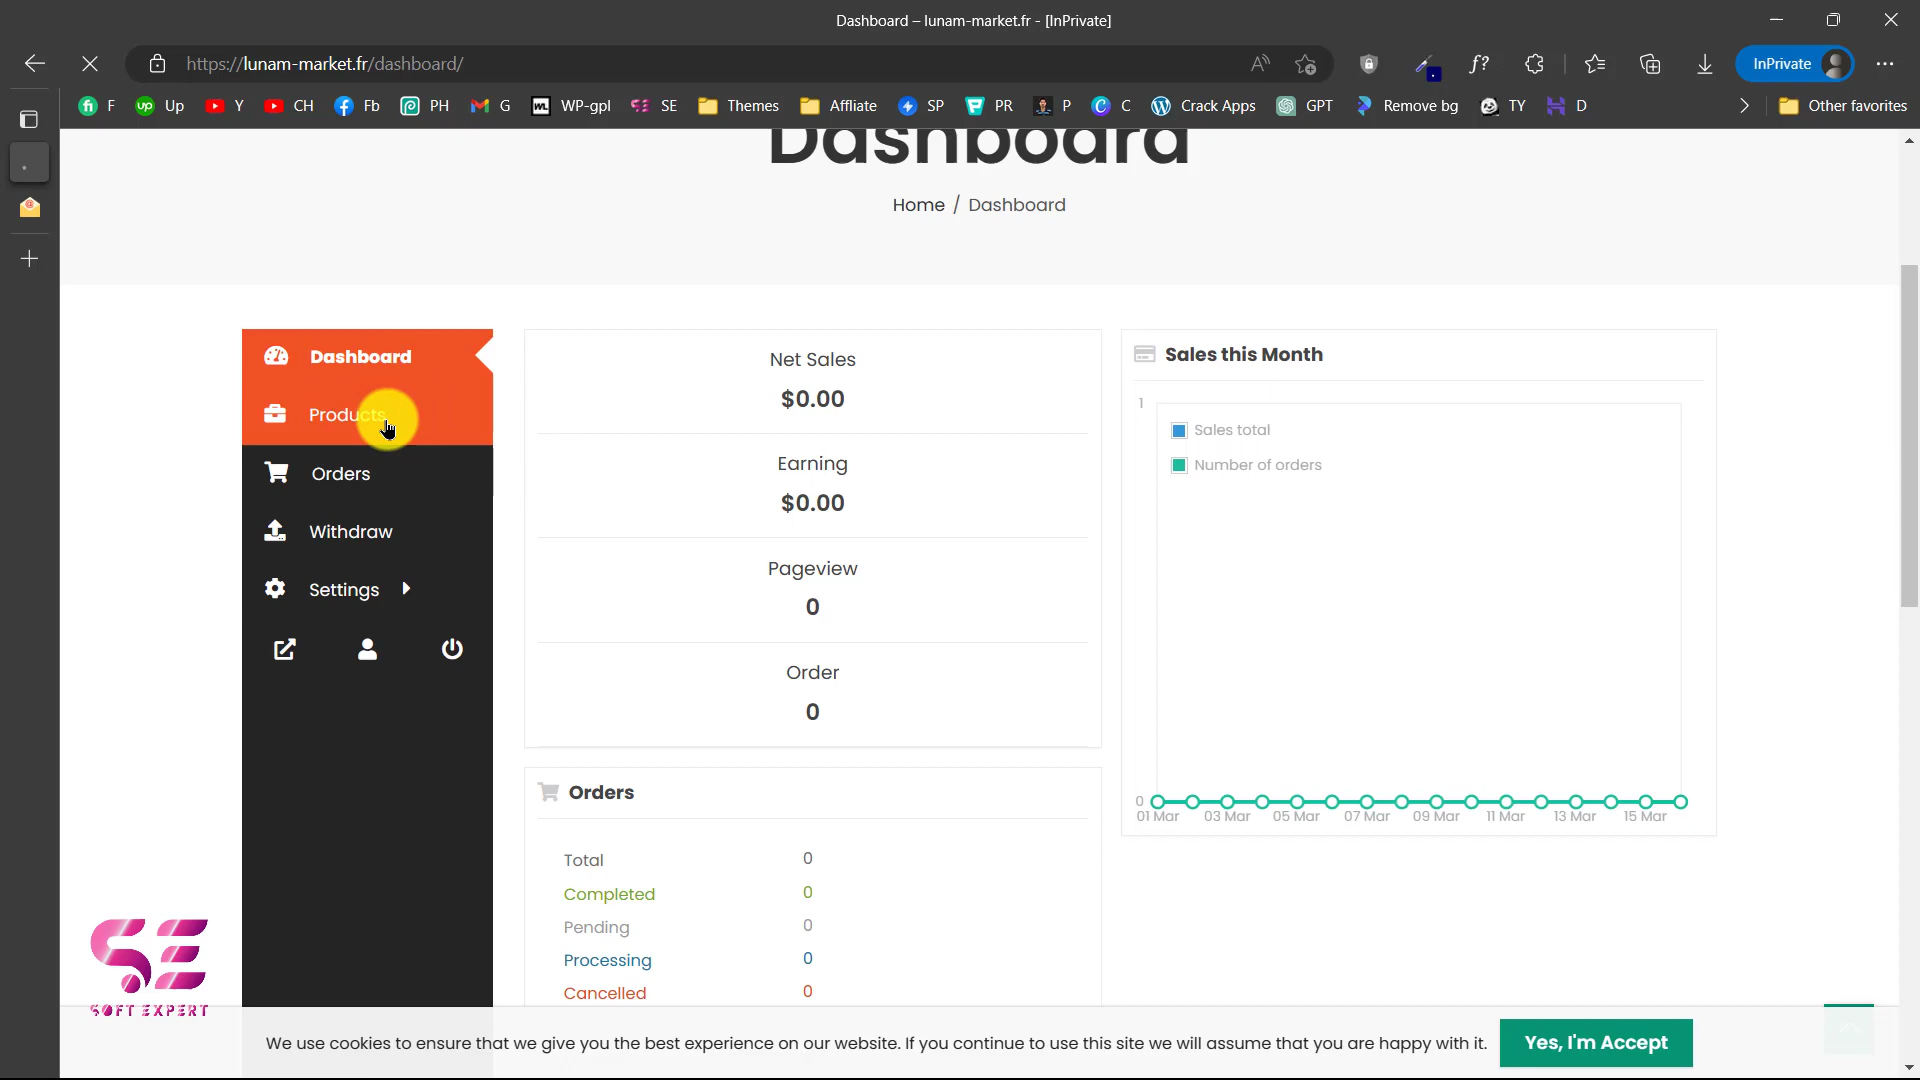 Dashboard – lunam-market.fr - [InPrivate]
https://lunam-market.fr/dashboard/
InPrivate
F Up Y CH Fb PH G WP-gpl SE Themes Affliate SP PR P C Crack Apps GPT Remove bg TY D Other favorites
Dashboard
Home / Dashboard
Dashboard
Products
Orders
Withdraw
Settings
Net Sales
$0.00
Earning
$0.00
Pageview
0
Order
0
Sales this Month
1
Sales total
Number of orders
0
01 Mar 03 Mar 05 Mar 07 Mar 09 Mar 11 Mar 13 Mar 15 Mar
Orders
Total 0
Completed 0
Pending 0
Processing 0
Cancelled 0
SE
SOFT EXPERT
We use cookies to ensure that we give you the best experience on our website. If you continue to use this site we will assume that you are happy with it.
Yes, I'm Accept